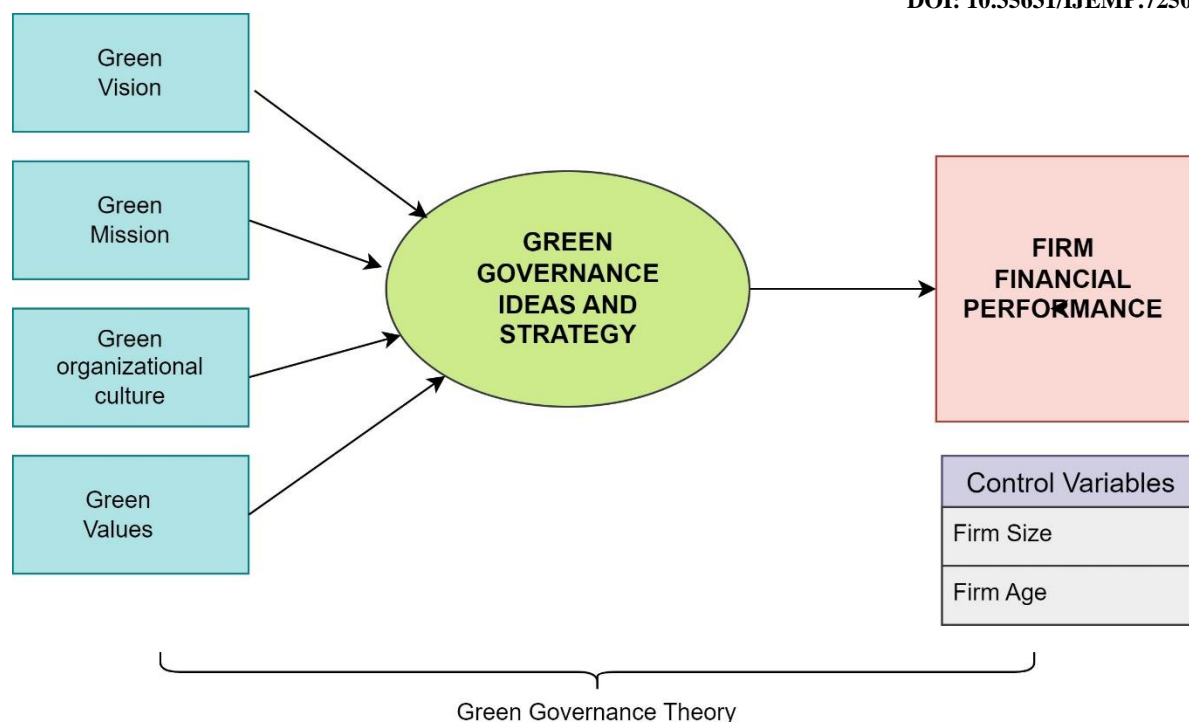 Green
Vision
Green
Mission
Green
organizational
culture
Green
Values
GREEN
GOVERNANCE
IDEAS AND
STRATEGY
FIRM
FINANCIAL
PERFORMANCE
Control Variables
Firm Size
Firm Age
Green Governance Theory